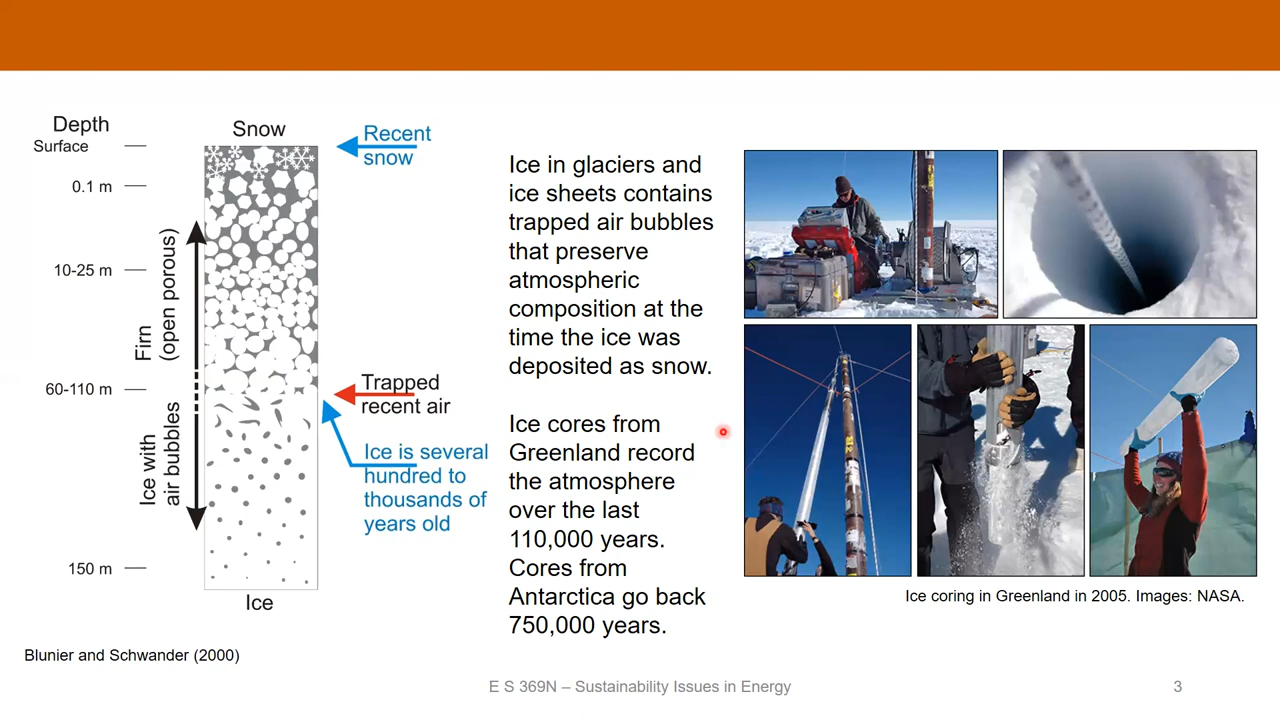 Depth
Surface
0.1 m
10-25 m
60-110 m
150 m
Snow
Firn
(open porous)
Ice with
air bubbles
Ice
Recent
snow
Trapped
recent air
Ice is several
hundred to
thousands of
years old
Blunier and Schwander (2000)
Ice in glaciers and
ice sheets contains
trapped air bubbles
that preserve
atmospheric
composition at the
time the ice was
deposited as snow.
Ice cores from
Greenland record
the atmosphere
over the last
110,000 years.
Cores from
Antarctica go back
750,000 years.
Ice coring in Greenland in 2005. Images: NASA.
E S 369N – Sustainability Issues in Energy
3